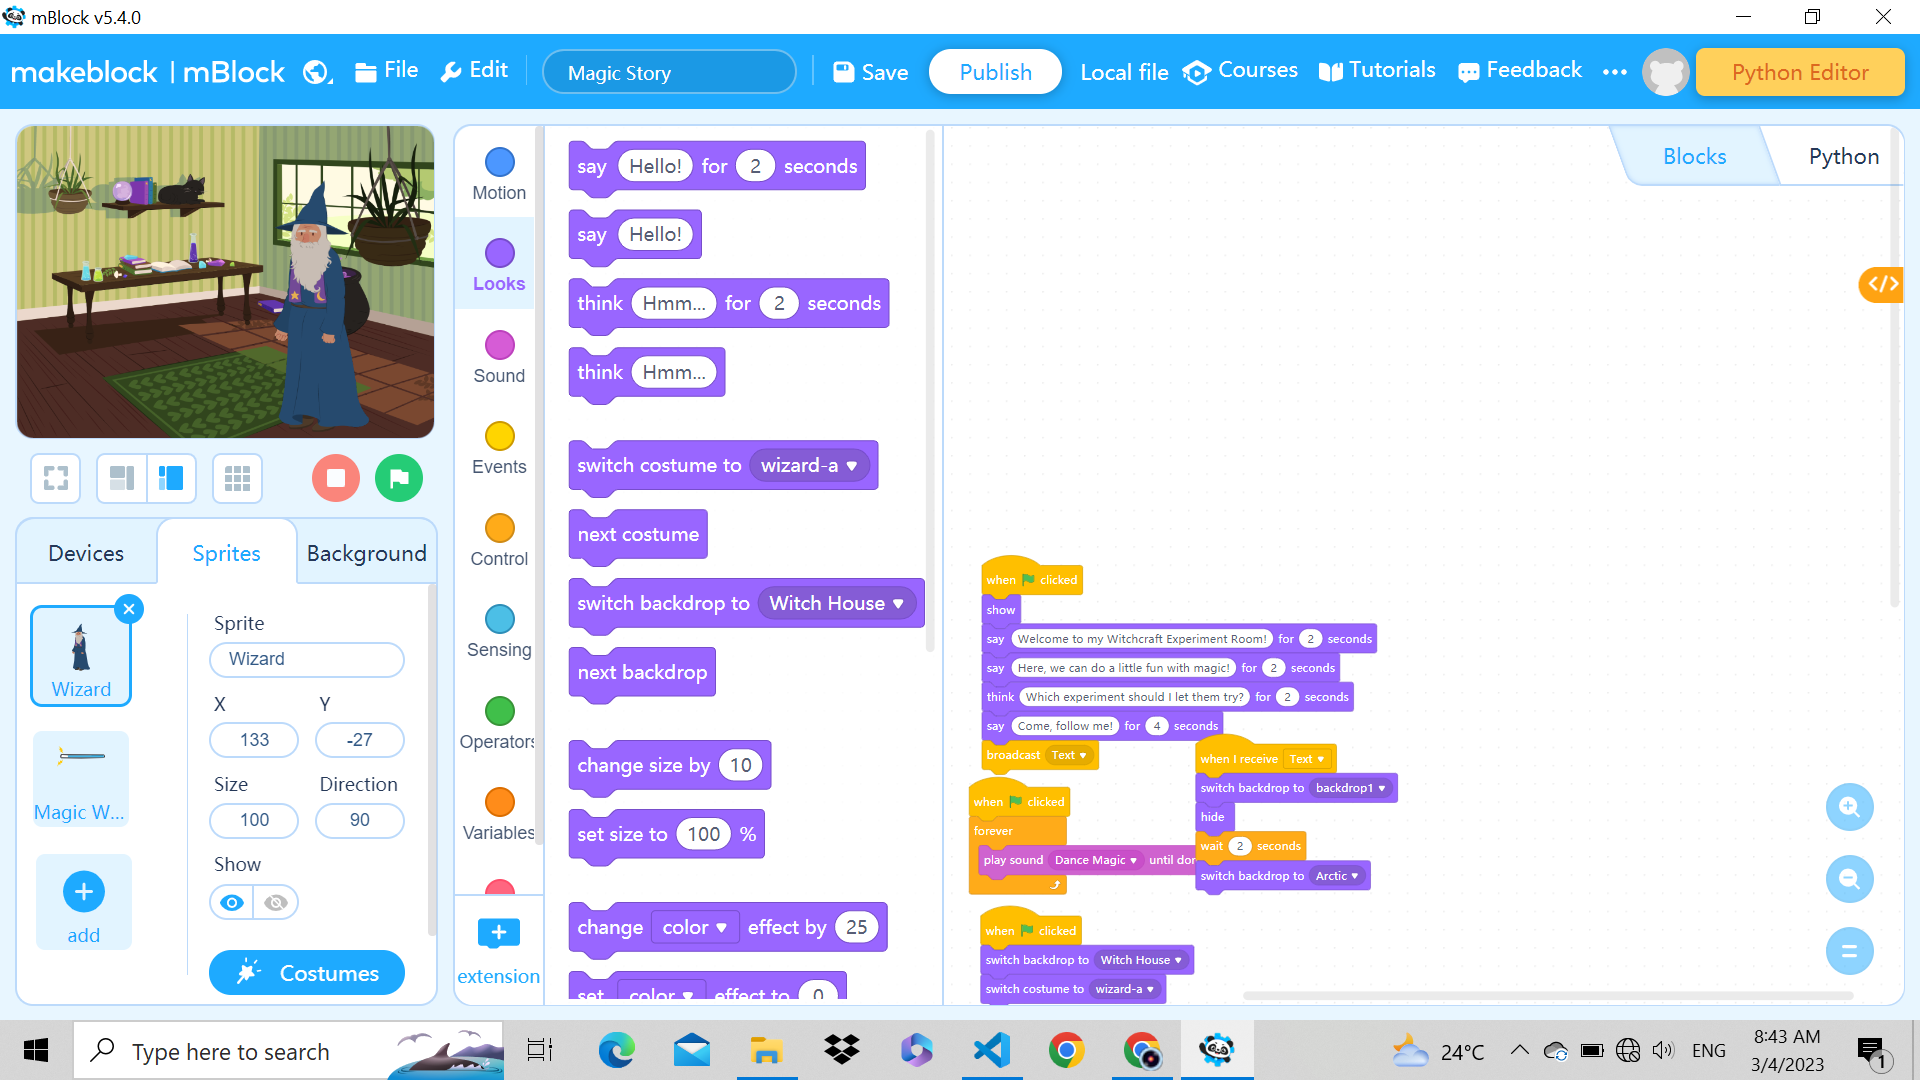 mBlock v5.4.0
makeblock | mBlock File Edit Magic Story Save Publish Local file Courses Tutorials Feedback Python Editor
Blocks Python
Motion
Looks
Sound
Events
Control
Sensing
Operators
Variables
extension
say Hello! for 2 seconds
say Hello!
think Hmm... for 2 seconds
think Hmm...
switch costume to wizard-a
next costume
switch backdrop to Witch House
next backdrop
change size by 10
set size to 100 %
change color effect by 25
set color effect to 0
Devices Sprites Background
Wizard
Magic W...
add
Sprite
Wizard
X Y
133 -27
Size Direction
100 90
Show
Costumes
when clicked
show
say Welcome to my Witchcraft Experiment Room! for 2 seconds
say Here, we can do a little fun with magic! for 2 seconds
think Which experiment should I let them try? for 2 seconds
say Come, follow me! for 4 seconds
broadcast Text
when I receive Text
switch backdrop to backdrop1
hide
wait 2 seconds
switch backdrop to Arctic
when clicked
forever
play sound Dance Magic until don
when clicked
switch backdrop to Witch House
switch costume to wizard-a
Type here to search
24°C
ENG
8:43 AM
3/4/2023
1